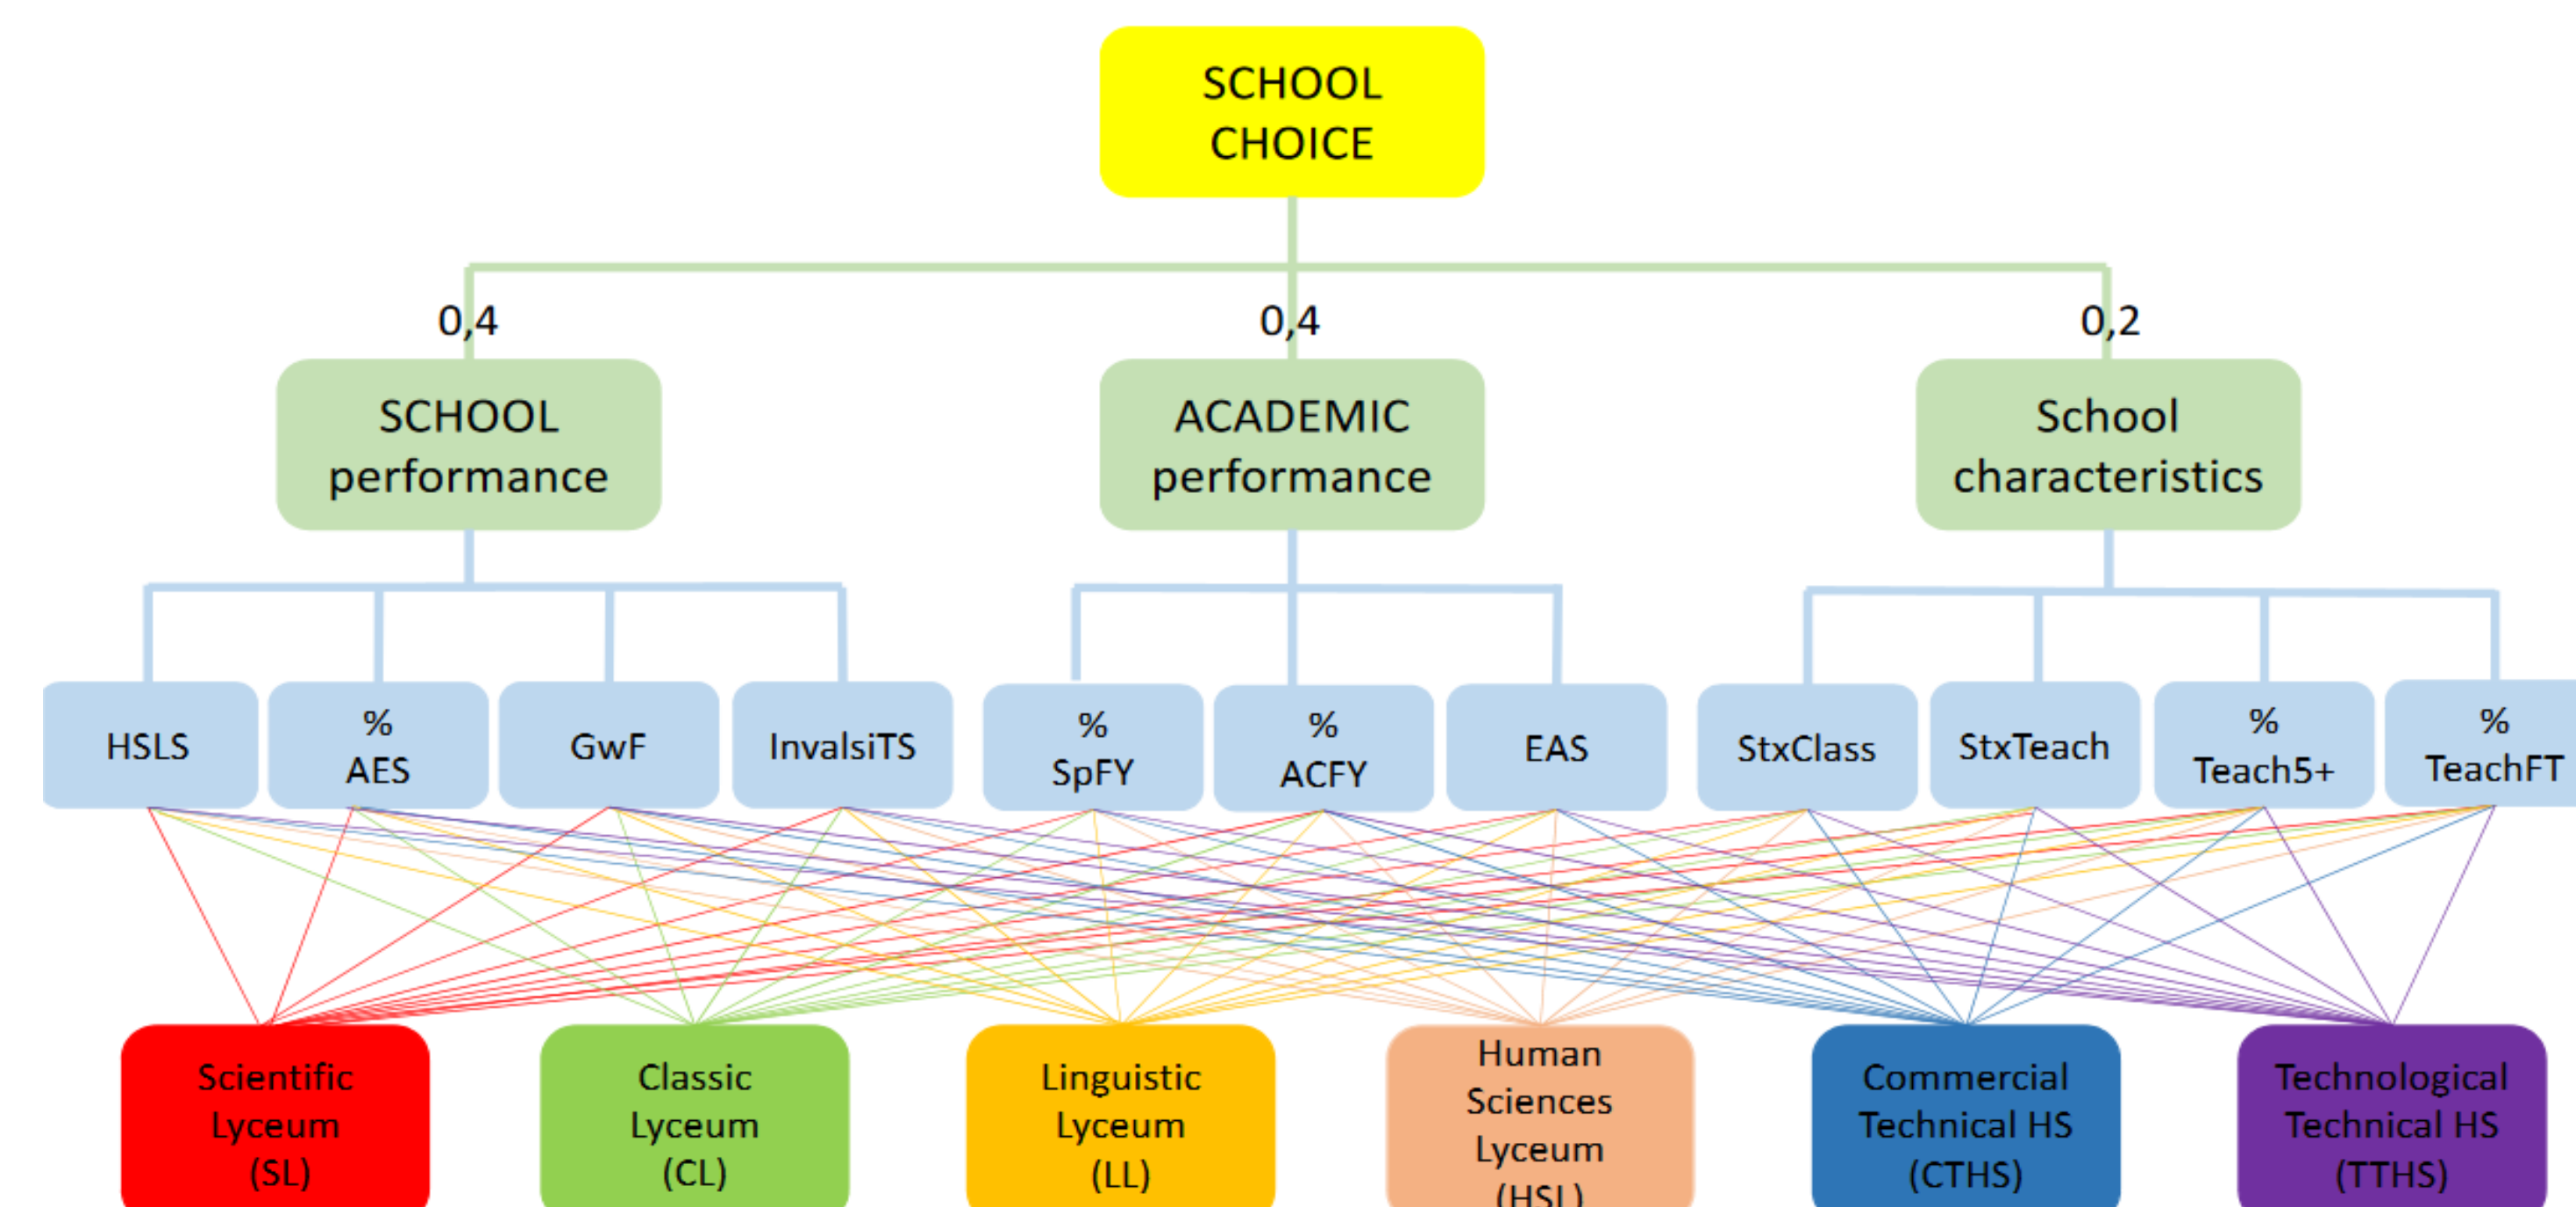 SCHOOL
CHOICE
0,4
0,4
0,2
SCHOOL
performance
ACADEMIC
performance
School
characteristics
HSLS
%
AES
GwF
InvalsiTS
%
SpFY
%
ACFY
EAS
StxClass
StxTeach
%
Teach5+
%
TeachFT
Scientific
Lyceum
(SL)
Classic
Lyceum
(CL)
Linguistic
Lyceum
(LL)
Human
Sciences
Lyceum
(HSL)
Commercial
Technical HS
(CTHS)
Technological
Technical HS
(TTHS)